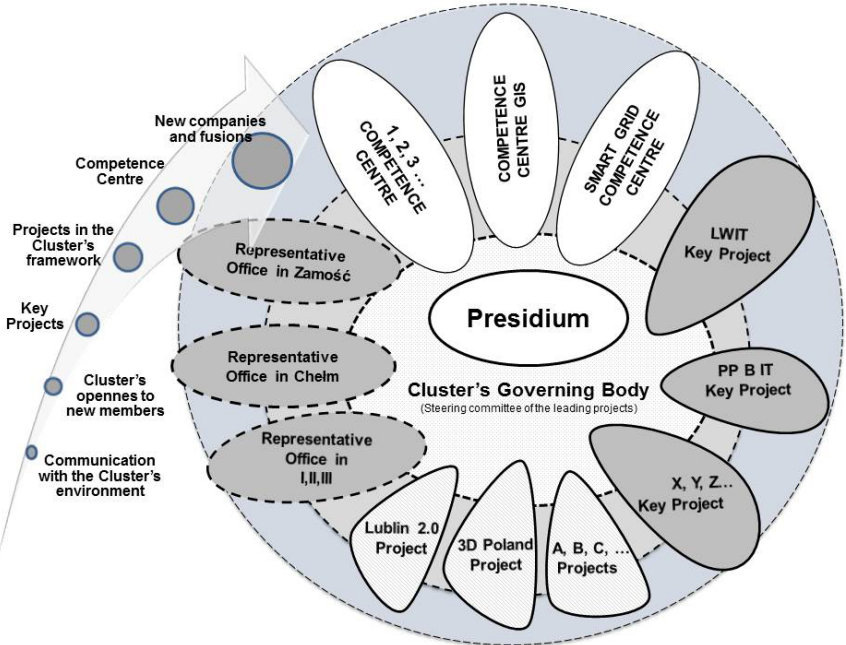 New companies
and fusions
Competence
Centre
Projects in the
Cluster's
framework
Key
Projects
Cluster's
opennes to
new members
Communication
with the Cluster's
environment
1, 2, 3 ...
COMPETENCE
CENTRE
COMPETENCE
CENTRE GIS
SMART GRID
COMPETENCE
CENTRE
LWIT
Key Project
PP B IT
Key Project
X, Y, Z...
Key Project
A, B, C, ...
Projects
3D Poland
Project
Lublin 2.0
Project
Representative
Office in
I,II,III
Representative
Office in Chełm
Representative
Office in Zamość
Presidium
Cluster's Governing Body
(Steering committee of the leading projects)